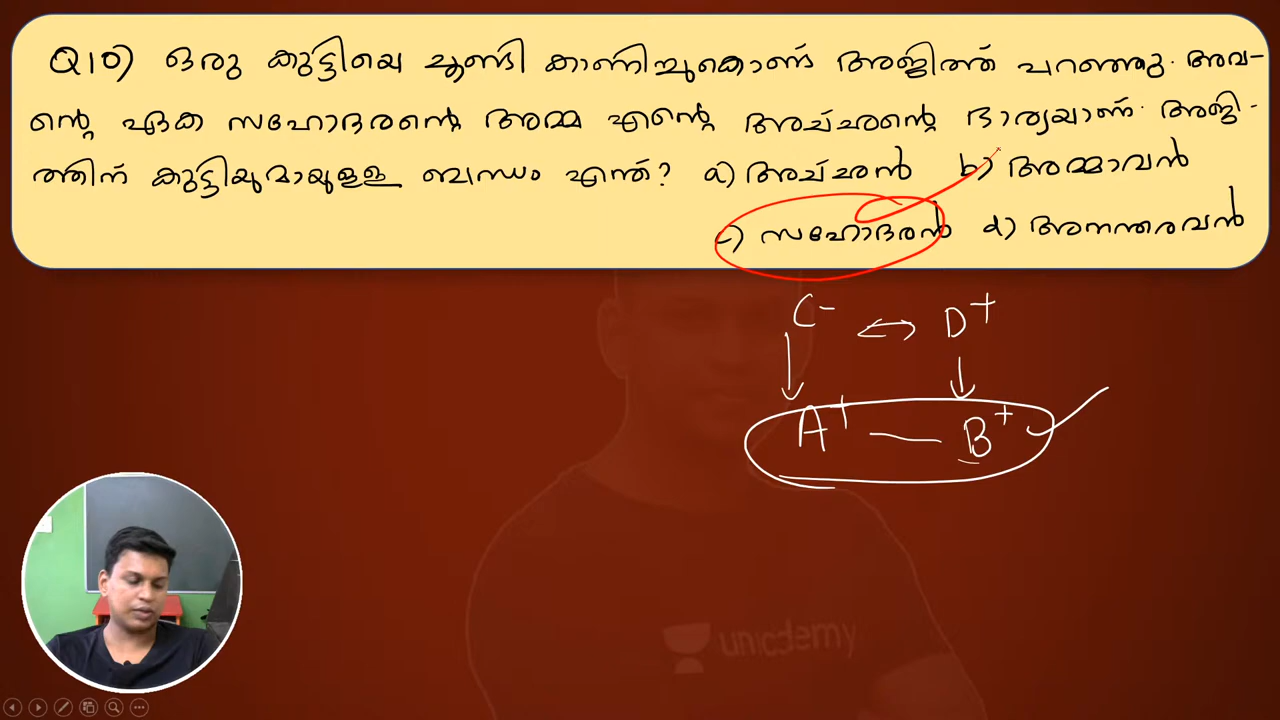 Q10) ഒരു കുട്ടിയെ ചൂണ്ടി കാണിച്ചുകൊണ്ട് അജിത്ത് പറഞ്ഞു. അവ-
ന്റെ ഏക സഹോദരന്റെ അമ്മ എന്റെ അച്ഛന്റെ ഭാര്യയാണ്. അജി-
ത്തിന് കുട്ടിയുമായുള്ള ബന്ധം എന്ത്? a) അച്ഛൻ b) അമ്മാവൻ
c) സഹോദരൻ d) അനന്തരവൻ
C- ↔ D+
A+ — B+
unacademy